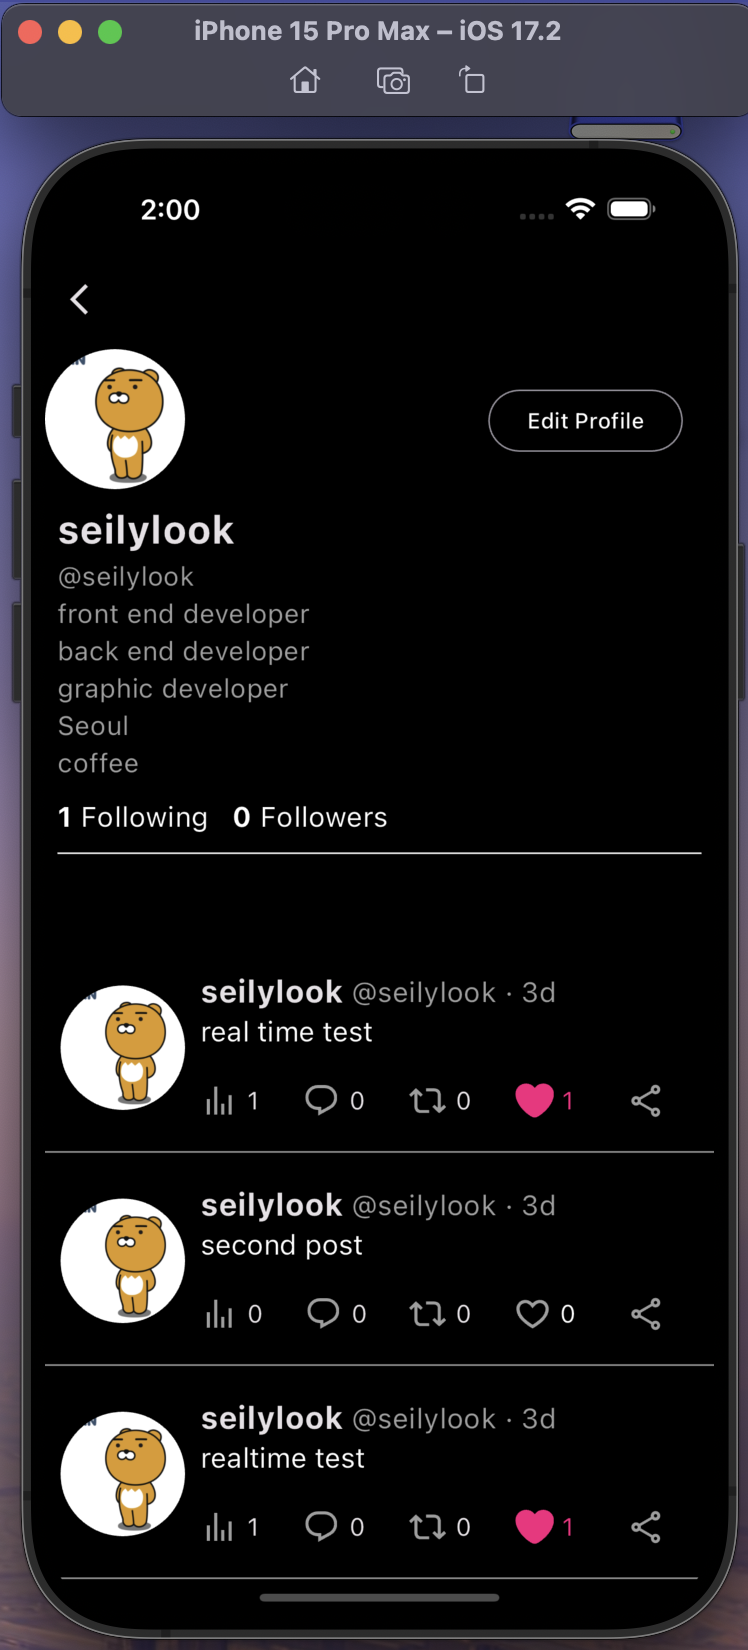 iPhone 15 Pro Max – iOS 17.2
2:00
Edit Profile
seilylook
@seilylook
front end developer
back end developer
graphic developer
Seoul
coffee
1 Following 0 Followers
seilylook @seilylook · 3d
real time test
1 0 0 1
seilylook @seilylook · 3d
second post
0 0 0 0
seilylook @seilylook · 3d
realtime test
1 0 0 1